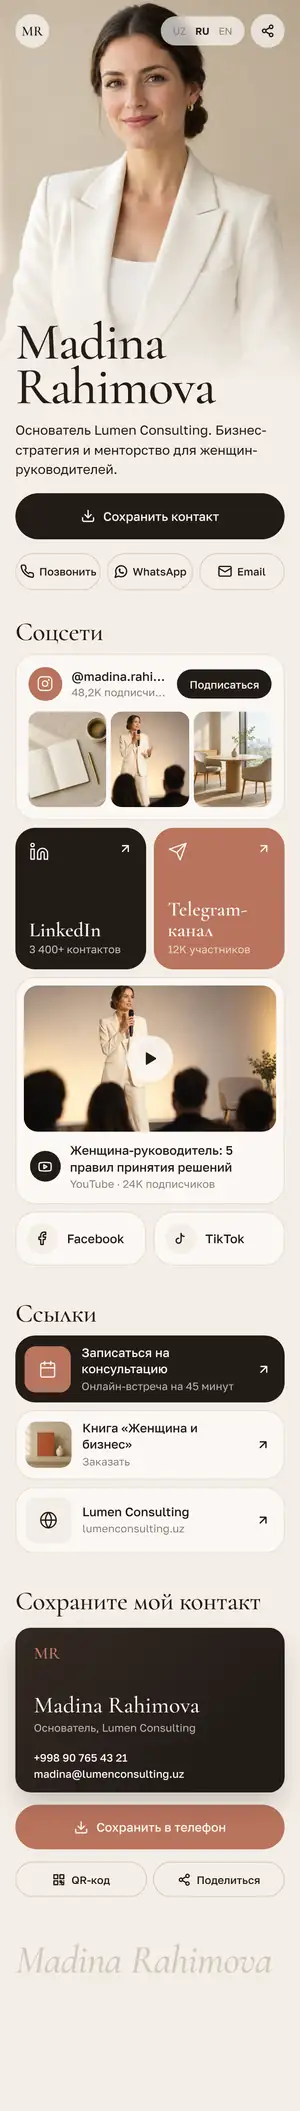 MR
UZ RU EN
Madina
Rahimova
Основатель Lumen Consulting. Бизнес-
стратегия и менторство для женщин-
руководителей.
Сохранить контакт
Позвонить
WhatsApp
Email
Соцсети
@madina.rahi...
48,2K подписчи...
Подписаться
LinkedIn
3 400+ контактов
Telegram-
канал
12K участников
Женщина-руководитель: 5
правил принятия решений
YouTube · 24K подписчиков
Facebook
TikTok
Ссылки
Записаться на
консультацию
Онлайн-встреча на 45 минут
Книга «Женщина и
бизнес»
Заказать
Lumen Consulting
lumenconsulting.uz
Сохраните мой контакт
MR
Madina Rahimova
Основатель, Lumen Consulting
+998 90 765 43 21
madina@lumenconsulting.uz
Сохранить в телефон
QR-код
Поделиться
Madina Rahimova